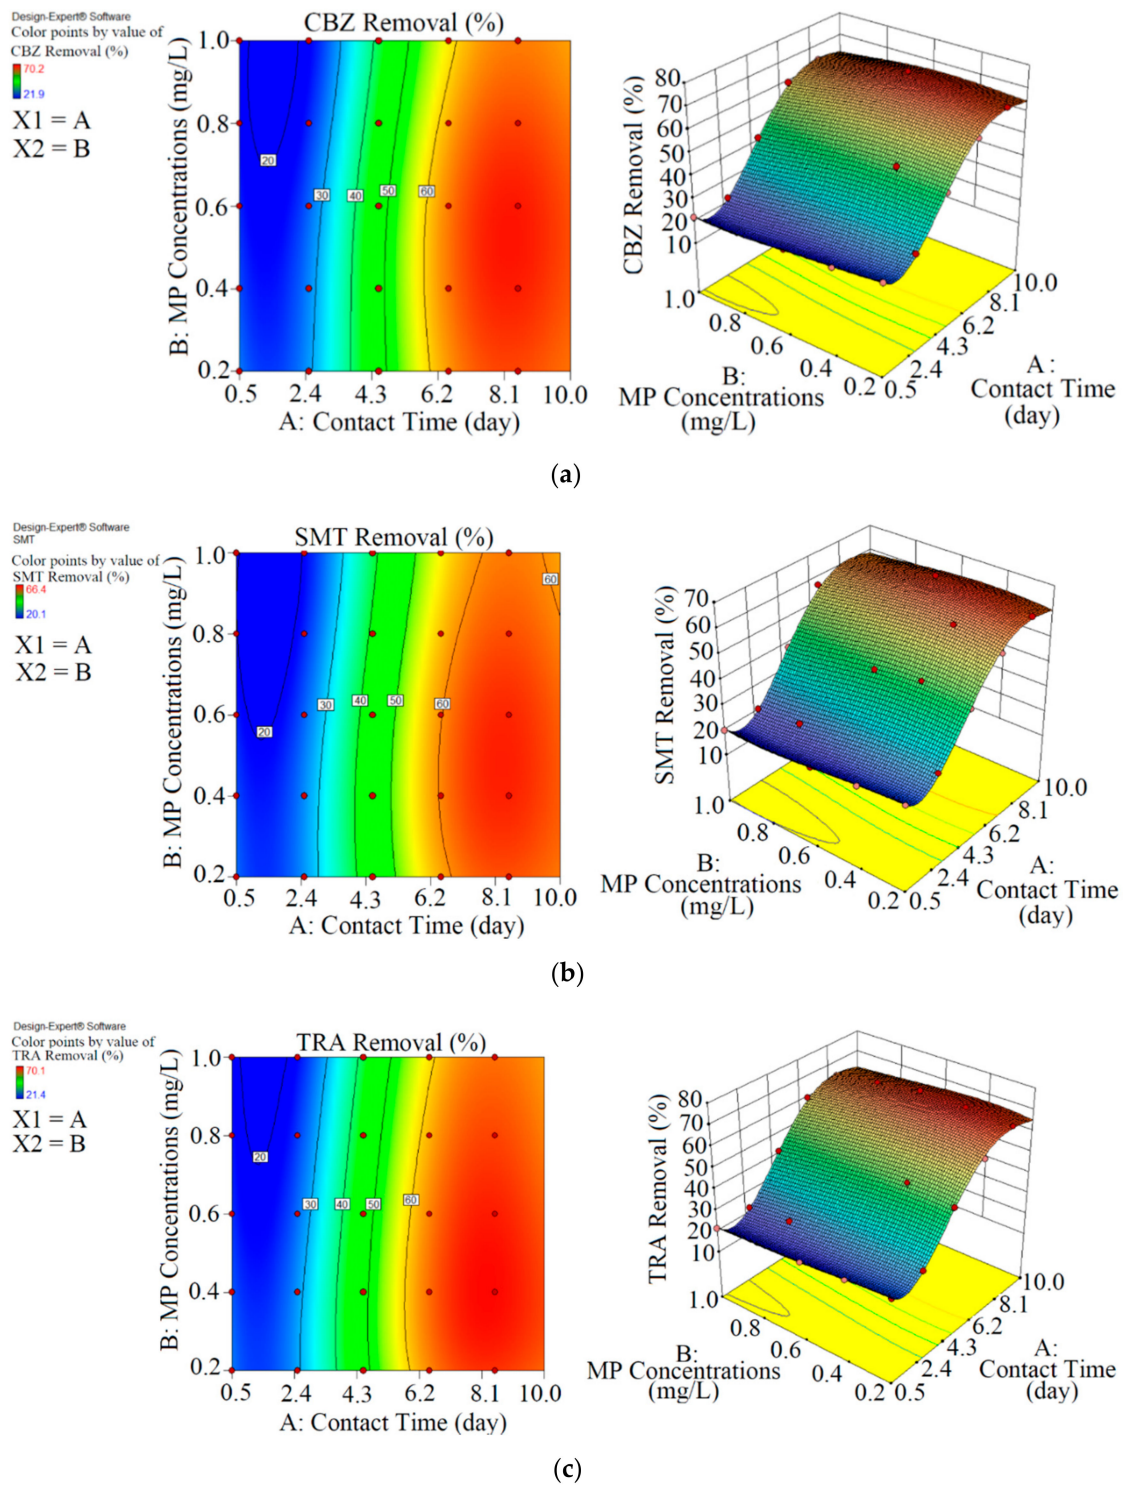 Design-Expert® Software
Color points by value of
CBZ Removal (%)
70.2
21.9
X1 = A
X2 = B
CBZ Removal (%)
B: MP Concentrations (mg/L)
1.0
0.8
0.6
0.4
0.2
20
30
40
50
60
0.5 2.4 4.3 6.2 8.1 10.0
A: Contact Time (day)
CBZ Removal (%)
80
70
60
50
40
30
20
10
1.0
0.8
0.6
0.4
0.2
0.5
2.4
4.3
6.2
8.1
10.0
B:
MP Concentrations
(mg/L)
A :
Contact Time
(day)
(a)
Design-Expert® Software
SMT
Color points by value of
SMT Removal (%)
66.4
20.1
X1 = A
X2 = B
SMT Removal (%)
B: MP Concentrations (mg/L)
1.0
0.8
0.6
0.4
0.2
20
30
40
50
60
60
0.5 2.4 4.3 6.2 8.1 10.0
A: Contact Time (day)
SMT Removal (%)
70
60
50
40
30
20
10
1.0
0.8
0.6
0.4
0.2
0.5
2.4
4.3
6.2
8.1
10.0
B:
MP Concentrations
(mg/L)
A:
Contact Time
(day)
(b)
Design-Expert® Software
Color points by value of
TRA Removal (%)
70.1
21.4
X1 = A
X2 = B
TRA Removal (%)
B: MP Concentrations (mg/L)
1.0
0.8
0.6
0.4
0.2
20
30
40
50
60
0.5 2.4 4.3 6.2 8.1 10.0
A: Contact Time (day)
TRA Removal (%)
80
70
60
50
40
30
20
10
1.0
0.8
0.6
0.4
0.2
0.5
2.4
4.3
6.2
8.1
10.0
B:
MP Concentrations
(mg/L)
A:
Contact Time
(day)
(c)